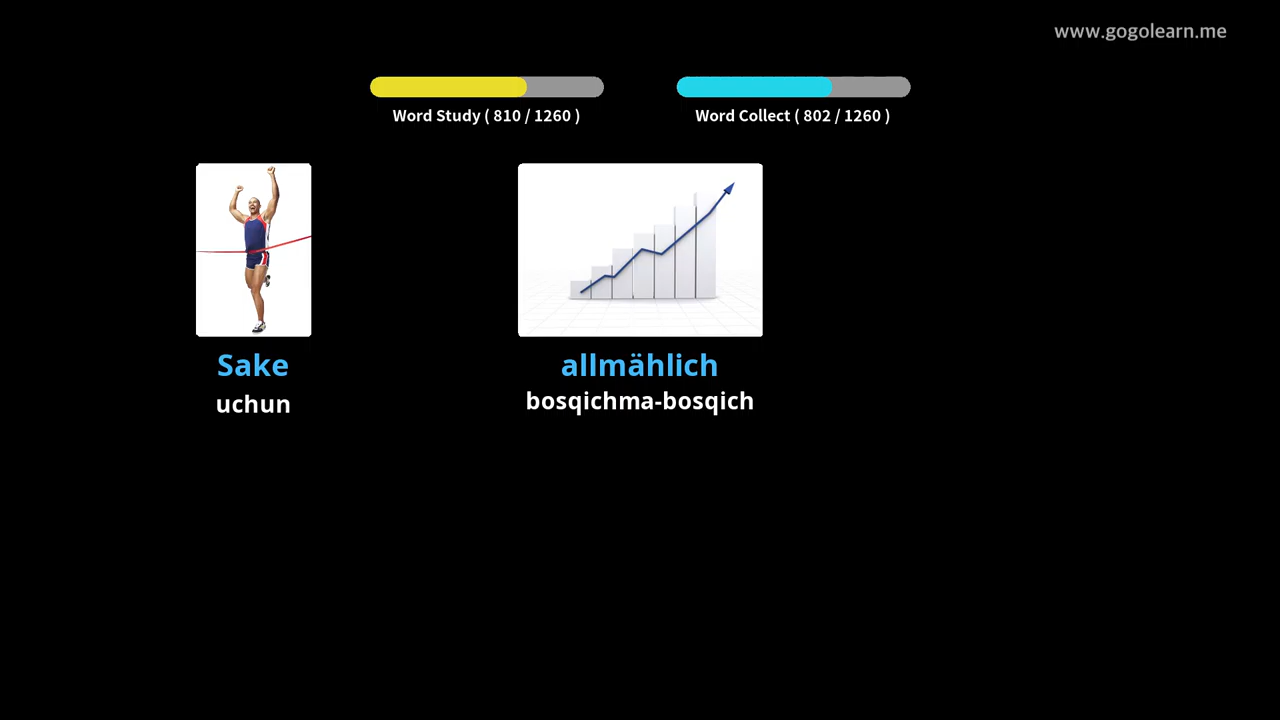 www.gogolearn.me
Word Study ( 810 / 1260 )
Word Collect ( 802 / 1260 )
Sake
uchun
allmählich
bosqichma-bosqich